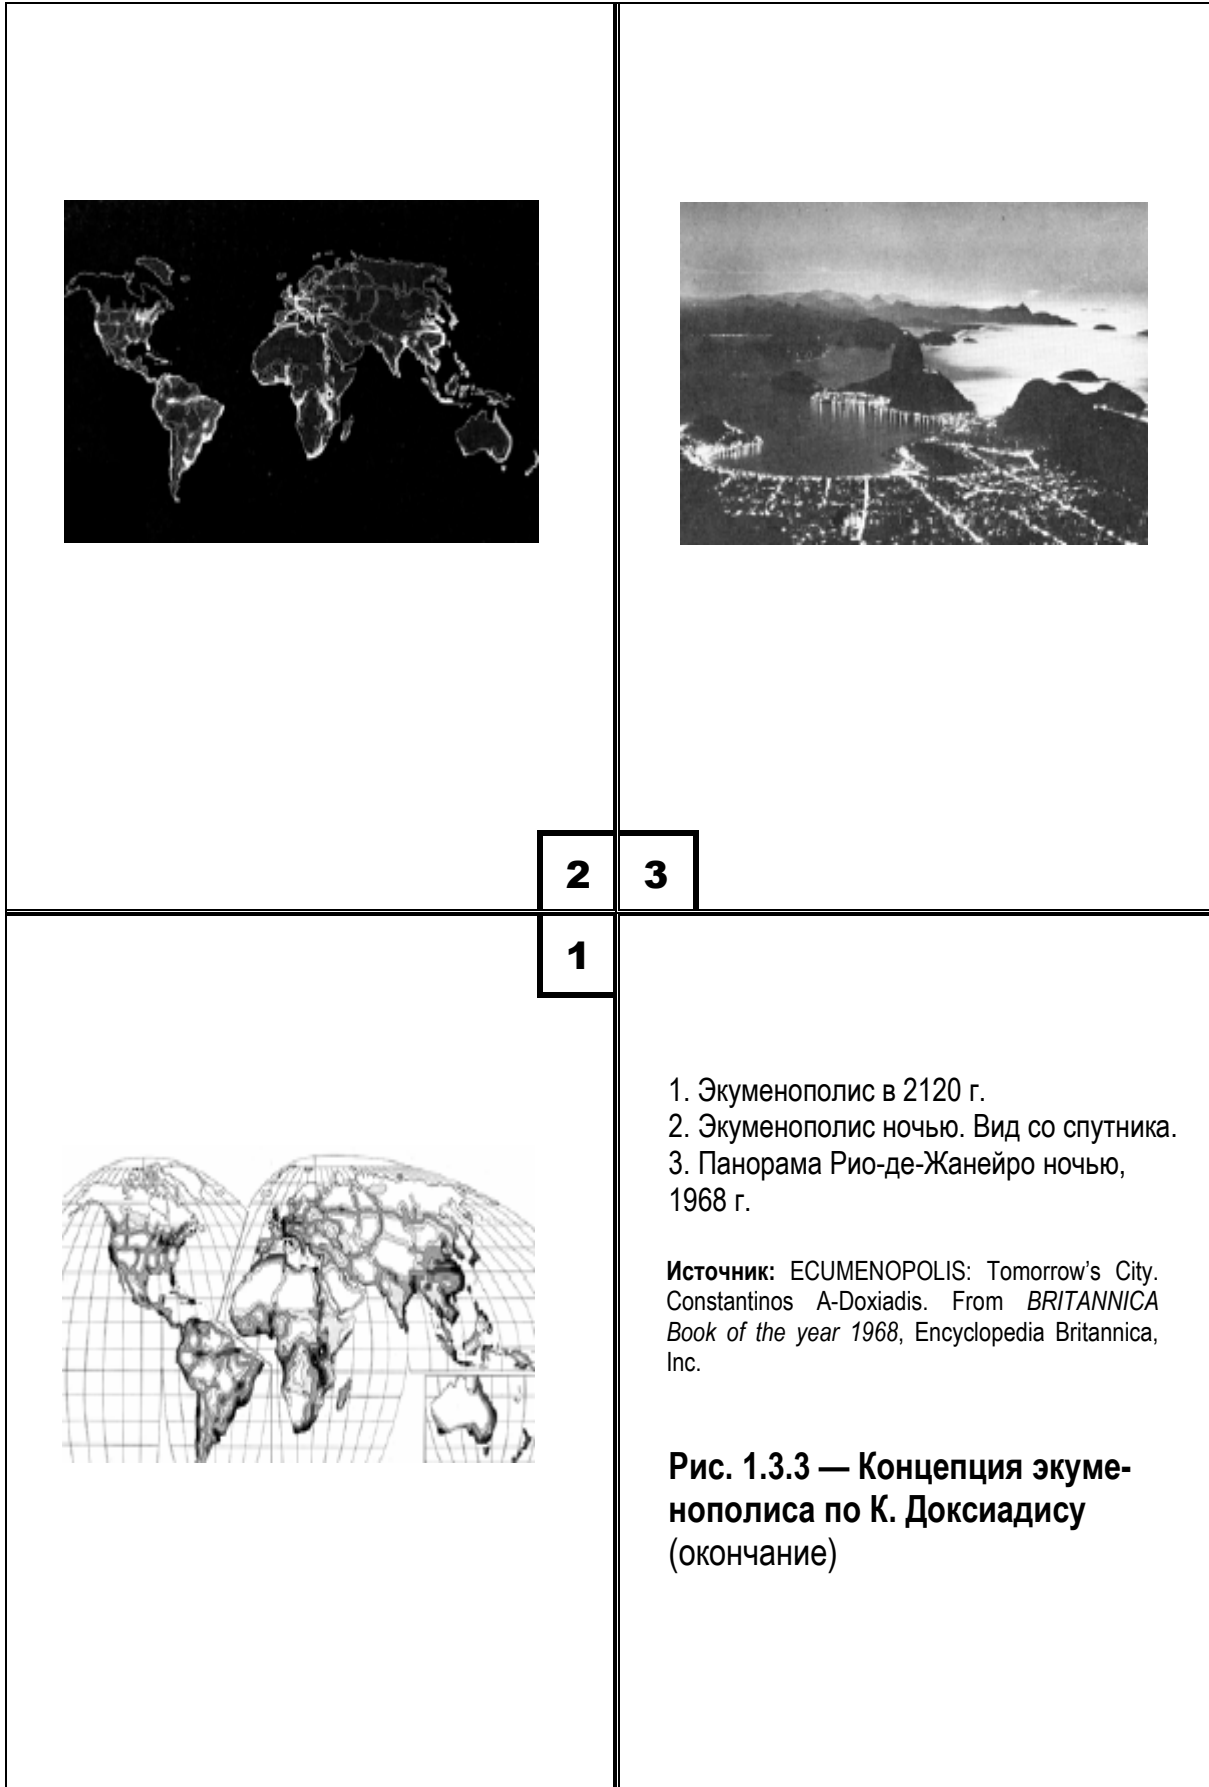 2
3
1
1. Экуменополис в 2120 г.
2. Экуменополис ночью. Вид со спутника.
3. Панорама Рио-де-Жанейро ночью,
1968 г.
Источник: ECUMENOPOLIS: Tomorrow's City.
Constantinos A-Doxiadis. From BRITANNICA
Book of the year 1968, Encyclopedia Britannica,
Inc.
Рис. 1.3.3 — Концепция экуме-
нополиса по К. Доксиадису
(окончание)